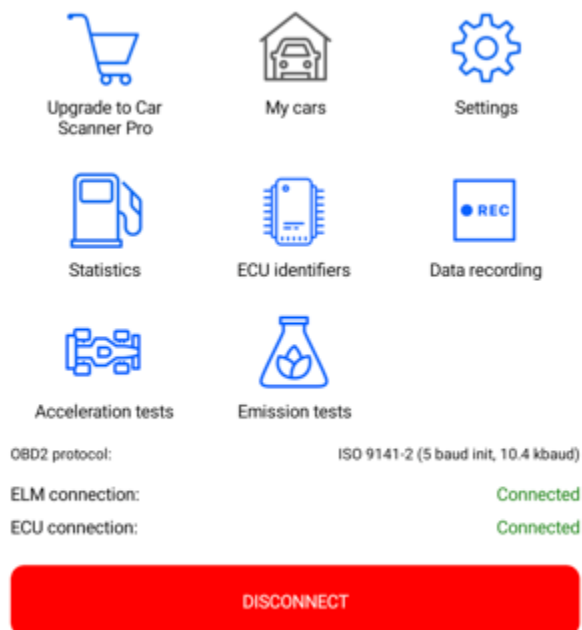 Upgrade to Car
Scanner Pro
My cars
Settings
Statistics
ECU identifiers
REC
Data recording
Acceleration tests
Emission tests
OBD2 protocol: ISO 9141-2 (5 baud init, 10.4 kbaud)
ELM connection: Connected
ECU connection: Connected
DISCONNECT